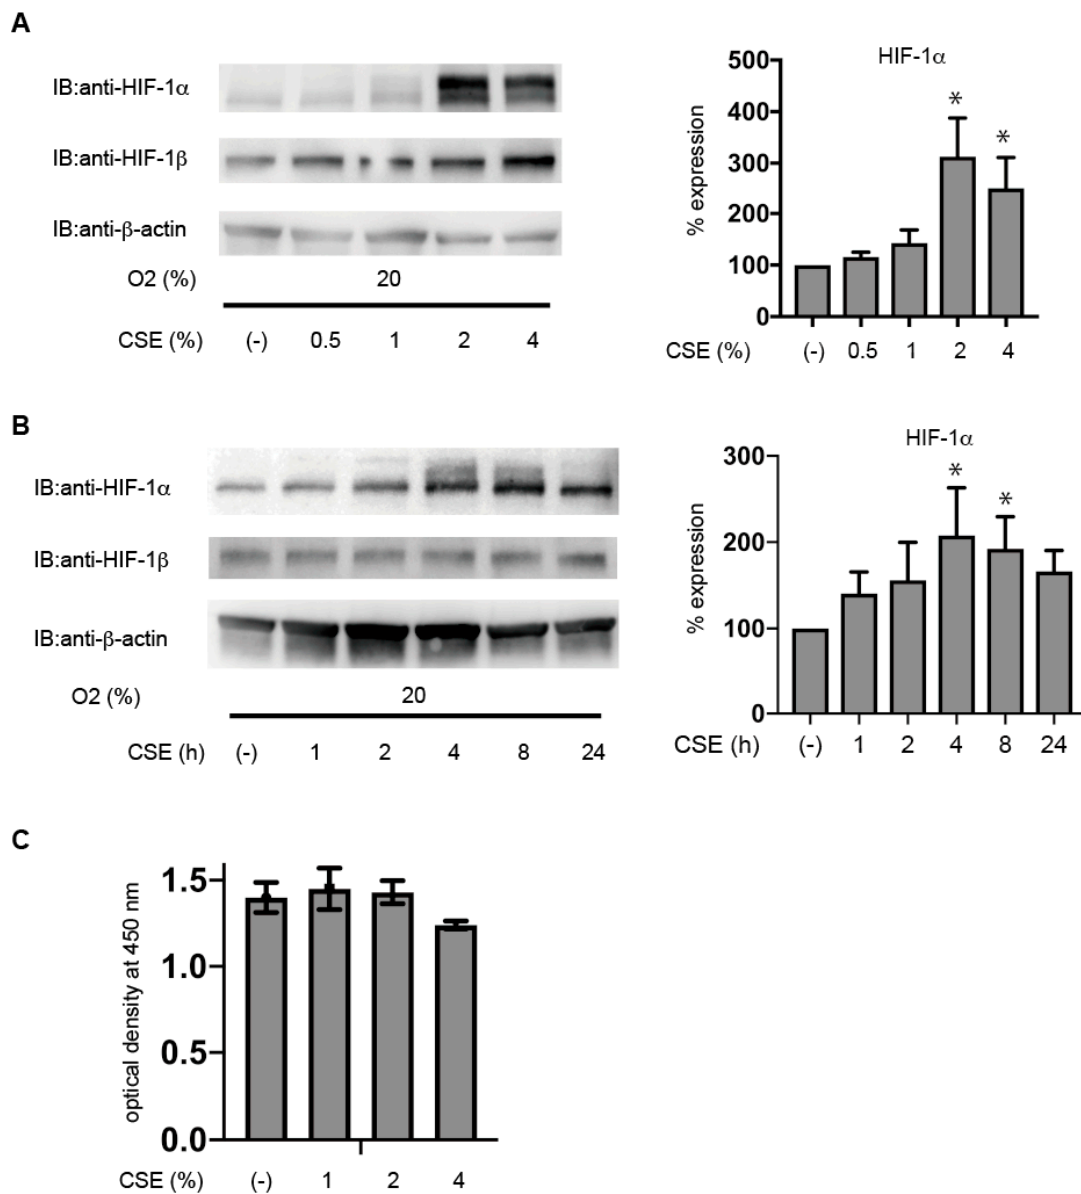 A
IB:anti-HIF-1α
IB:anti-HIF-1β
IB:anti-β-actin
O2 (%) 20
CSE (%) (-) 0.5 1 2 4
HIF-1α
% expression
500
400
300
200
100
0
* *
CSE (%) (-) 0.5 1 2 4
B
IB:anti-HIF-1α
IB:anti-HIF-1β
IB:anti-β-actin
O2 (%) 20
CSE (h) (-) 1 2 4 8 24
HIF-1α
% expression
300
200
100
0
* *
CSE (h) (-) 1 2 4 8 24
C
optical density at 450 nm
1.5
1.0
0.5
0.0
CSE (%) (-) 1 2 4